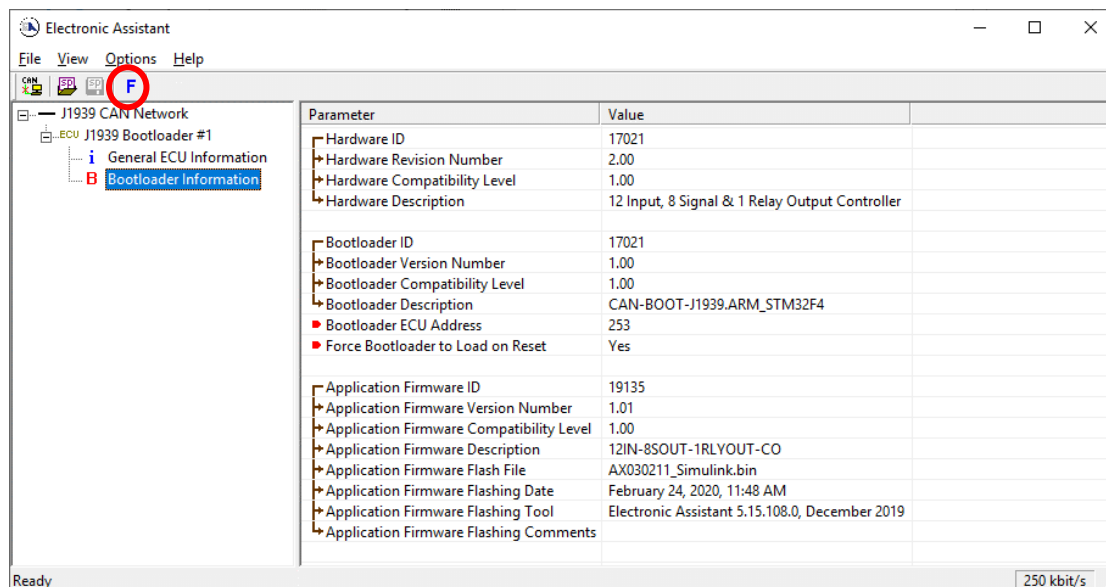 Electronic Assistant
File View Options Help
CAN SP SP F
J1939 CAN Network
ECU J1939 Bootloader #1
i General ECU Information
B Bootloader Information
Parameter Value
Hardware ID 17021
Hardware Revision Number 2.00
Hardware Compatibility Level 1.00
Hardware Description 12 Input, 8 Signal & 1 Relay Output Controller
Bootloader ID 17021
Bootloader Version Number 1.00
Bootloader Compatibility Level 1.00
Bootloader Description CAN-BOOT-J1939.ARM_STM32F4
Bootloader ECU Address 253
Force Bootloader to Load on Reset Yes
Application Firmware ID 19135
Application Firmware Version Number 1.01
Application Firmware Compatibility Level 1.00
Application Firmware Description 12IN-8SOUT-1RLYOUT-CO
Application Firmware Flash File AX030211_Simulink.bin
Application Firmware Flashing Date February 24, 2020, 11:48 AM
Application Firmware Flashing Tool Electronic Assistant 5.15.108.0, December 2019
Application Firmware Flashing Comments
Ready 250 kbit/s